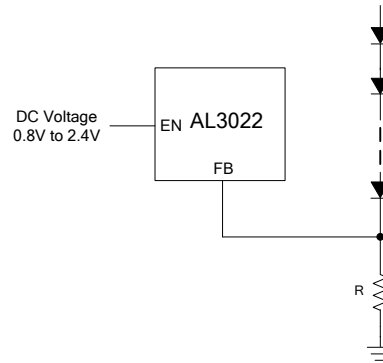 DC Voltage
0.8V to 2.4V
EN AL3022
FB
R